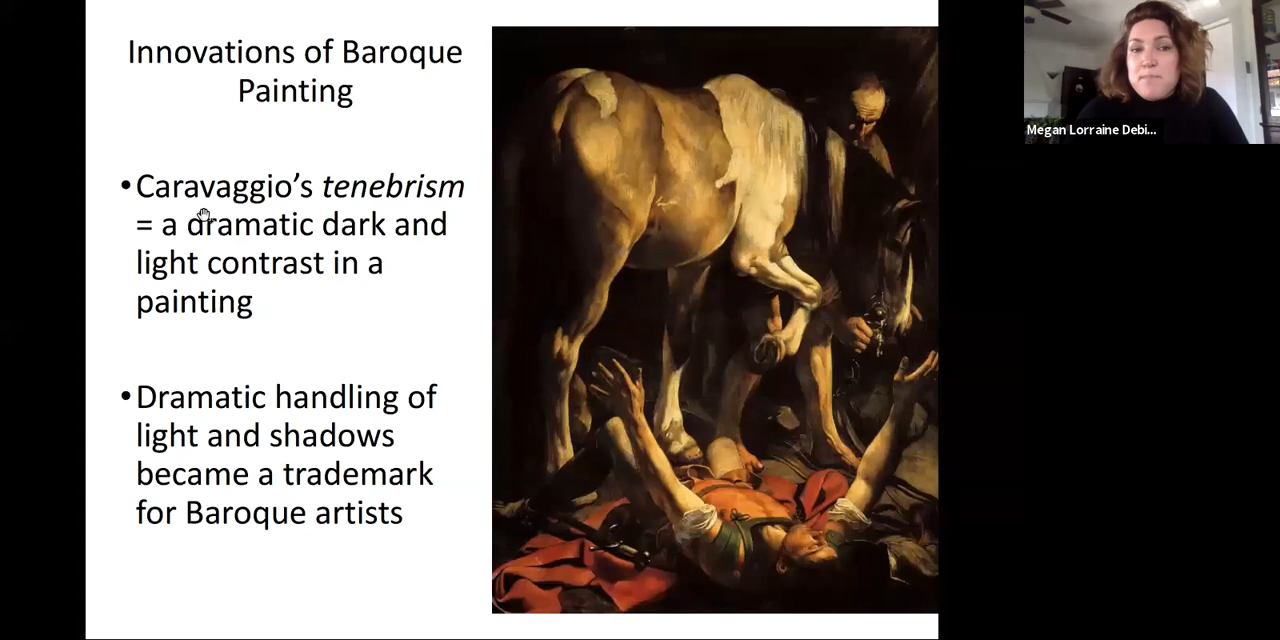 Innovations of Baroque
Painting
•Caravaggio’s tenebrism
= a dramatic dark and
light contrast in a
painting
•Dramatic handling of
light and shadows
became a trademark
for Baroque artists
Megan Lorraine Debi...